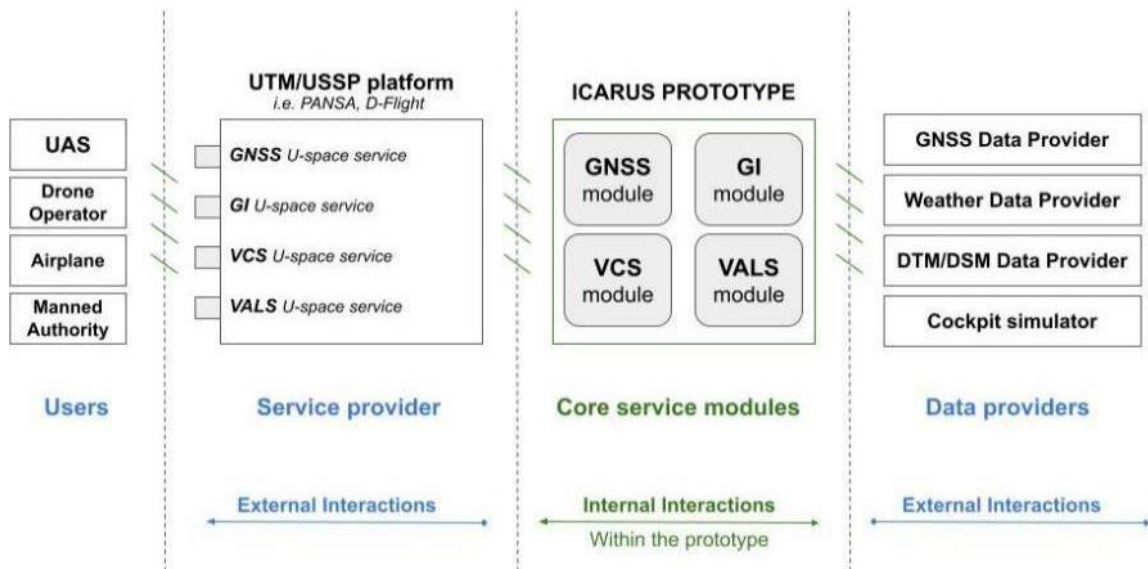 UTM/USSP platform
i.e. PANSA, D-Flight
ICARUS PROTOTYPE
UAS
Drone
Operator
Airplane
Manned
Authority
GNSS U-space service
GI U-space service
VCS U-space service
VALS U-space service
GNSS
module
GI
module
VCS
module
VALS
module
GNSS Data Provider
Weather Data Provider
DTM/DSM Data Provider
Cockpit simulator
Users
Service provider
Core service modules
Data providers
External Interactions
Internal Interactions
Within the prototype
External Interactions